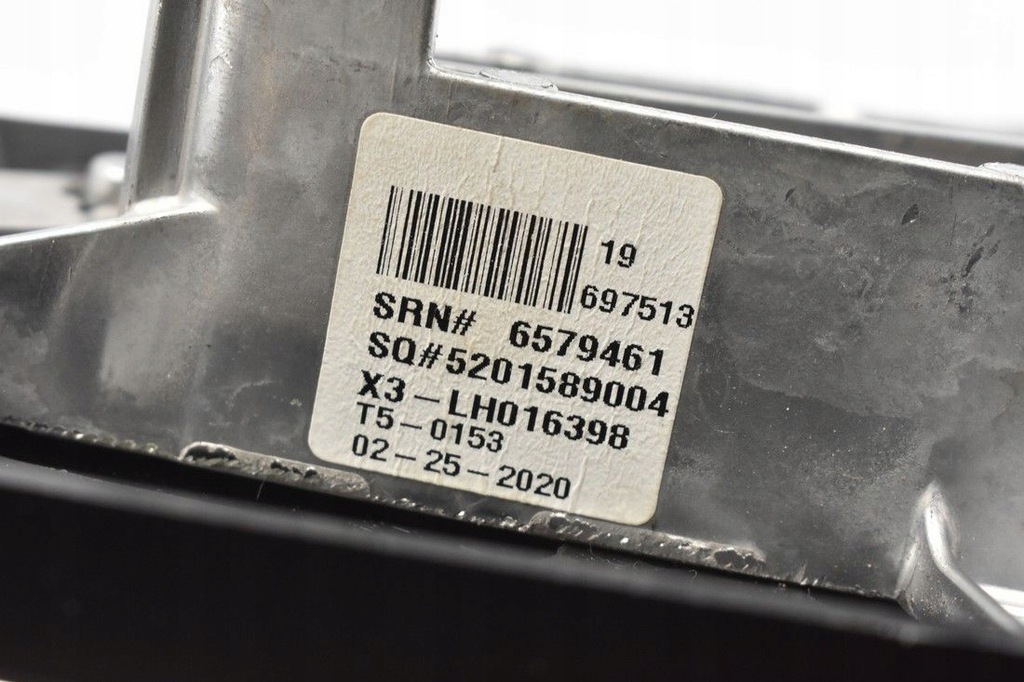 19
697513
SRN# 6579461
SQ#5201589004
X3-LH016398
T5-0153
02-25-2020